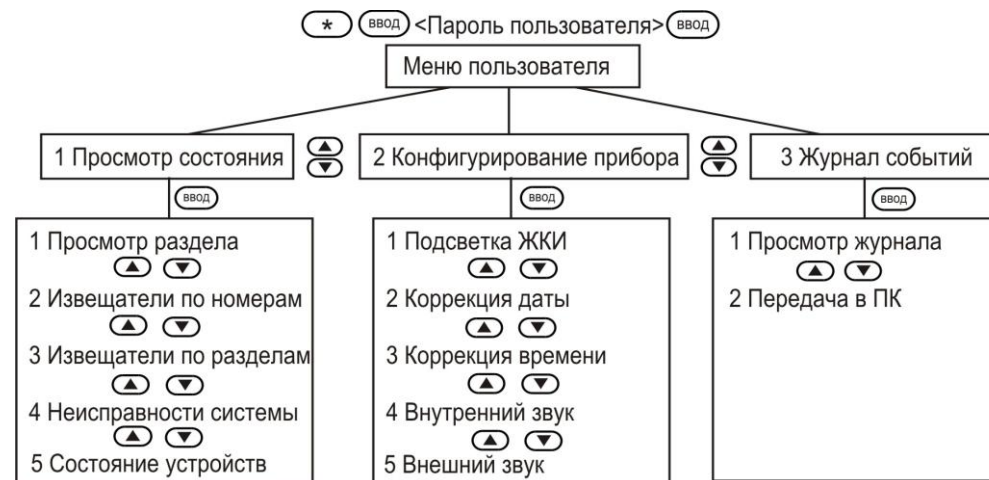 * ВВОД <Пароль пользователя> ВВОД
Меню пользователя
1 Просмотр состояния
2 Конфигурирование прибора
3 Журнал событий
ВВОД
ВВОД
ВВОД
1 Просмотр раздела
2 Извещатели по номерам
3 Извещатели по разделам
4 Неисправности системы
5 Состояние устройств
1 Подсветка ЖКИ
2 Коррекция даты
3 Коррекция времени
4 Внутренний звук
5 Внешний звук
1 Просмотр журнала
2 Передача в ПК